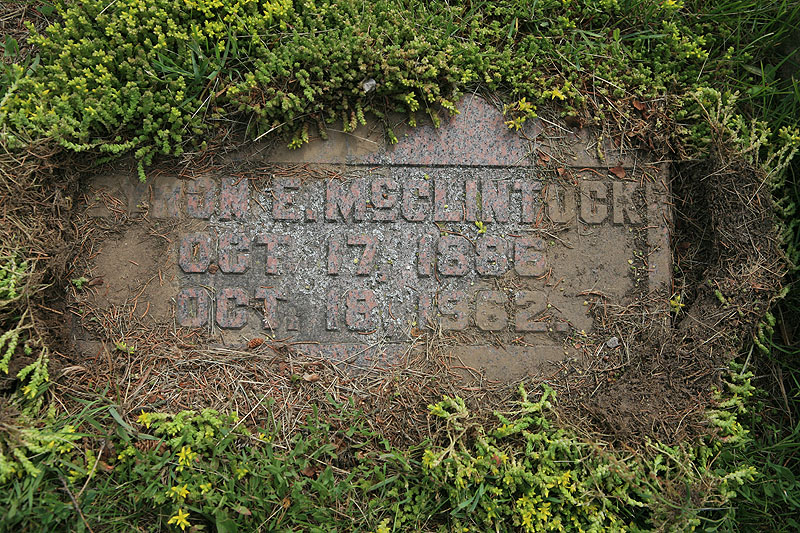 E. McCLINTOCK
OCT. 17, 1886
OCT. 18, 1962.